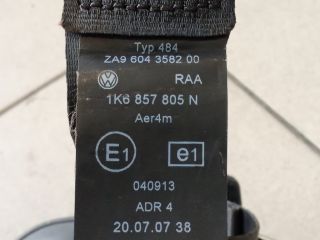 Typ 484
ZA9 604 3582 00
RAA
1K6 857 805 N
Aer4m
E1 e1
040913
ADR 4
20.07.07 38